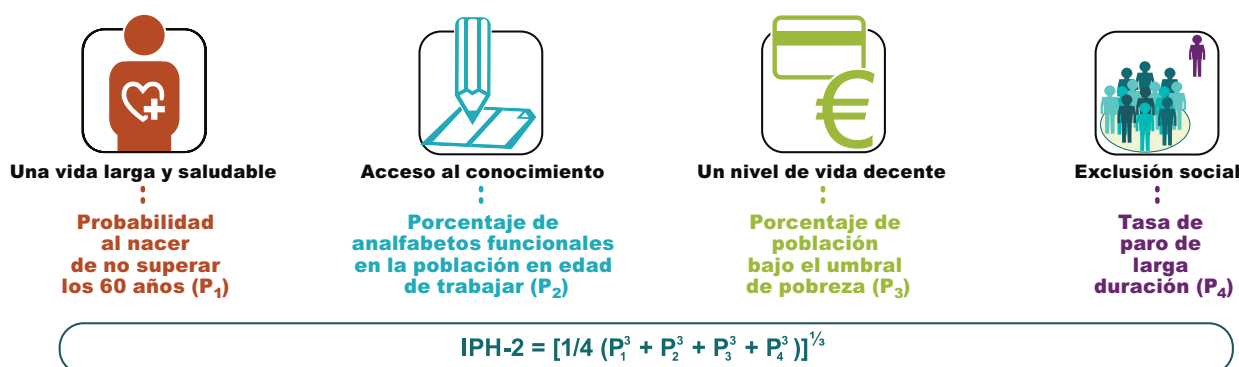 Una vida larga y saludable
Probabilidad
al nacer
de no superar
los 60 años (P₁)
Acceso al conocimiento
Porcentaje de
analfabetos funcionales
en la población en edad
de trabajar (P₂)
Un nivel de vida decente
Porcentaje de
población
bajo el umbral
de pobreza (P₃)
Exclusión social
Tasa de
paro de
larga
duración (P₄)
IPH-2 = [1/4 (P₁³ + P₂³ + P₃³ + P₄³ )]^⅓